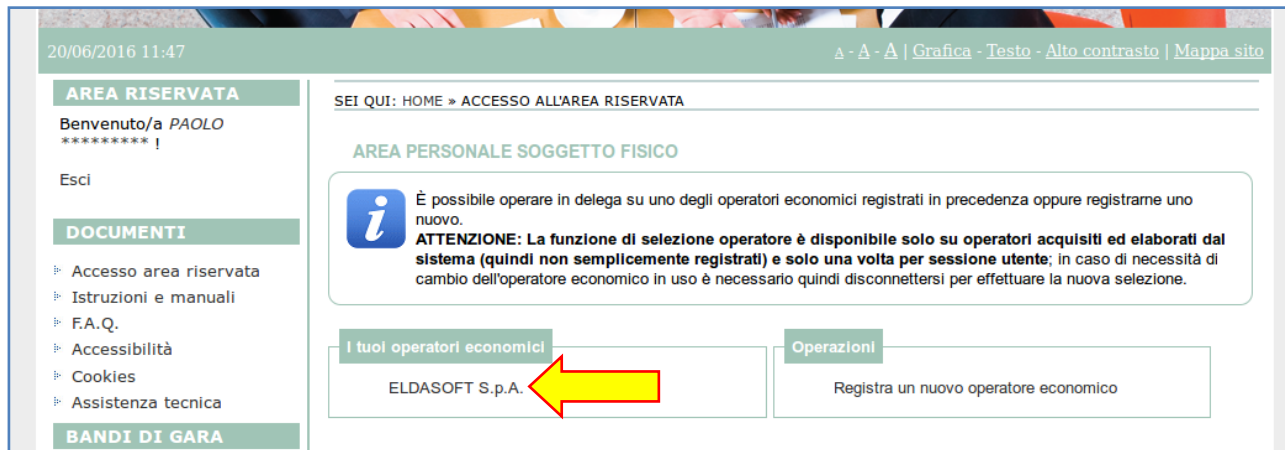 20/06/2016 11:47
A - A - A | Grafica - Testo - Alto contrasto | Mappa sito
AREA RISERVATA
Benvenuto/a PAOLO
********* !
Esci
DOCUMENTI
Accesso area riservata
Istruzioni e manuali
F.A.Q.
Accessibilità
Cookies
Assistenza tecnica
BANDI DI GARA
SEI QUI: HOME » ACCESSO ALL'AREA RISERVATA
AREA PERSONALE SOGGETTO FISICO
i
È possibile operare in delega su uno degli operatori economici registrati in precedenza oppure registrarne uno
nuovo.
ATTENZIONE: La funzione di selezione operatore è disponibile solo su operatori acquisiti ed elaborati dal
sistema (quindi non semplicemente registrati) e solo una volta per sessione utente; in caso di necessità di
cambio dell'operatore economico in uso è necessario quindi disconnettersi per effettuare la nuova selezione.
I tuoi operatori economici
ELDASOFT S.p.A.
Operazioni
Registra un nuovo operatore economico